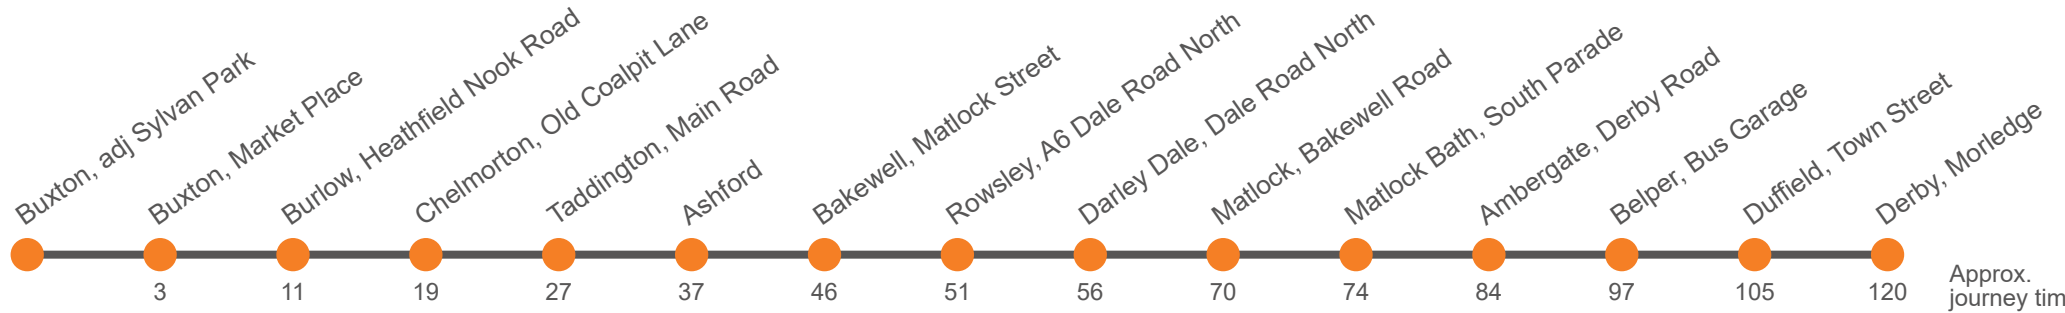 Buxton, adj Sylvan Park
Buxton, Market Place
Burlow, Heathfield Nook Road
Chelmorton, Old Coalpit Lane
Taddington, Main Road
Ashford
Bakewell, Matlock Street
Rowsley, A6 Dale Road North
Darley Dale, Dale Road North
Matlock, Bakewell Road
Matlock Bath, South Parade
Ambergate, Derby Road
Belper, Bus Garage
Duffield, Town Street
Derby, Morledge
3 11 19 27 37 46 51 56 70 74 84 97 105 120
Approx.
journey tim